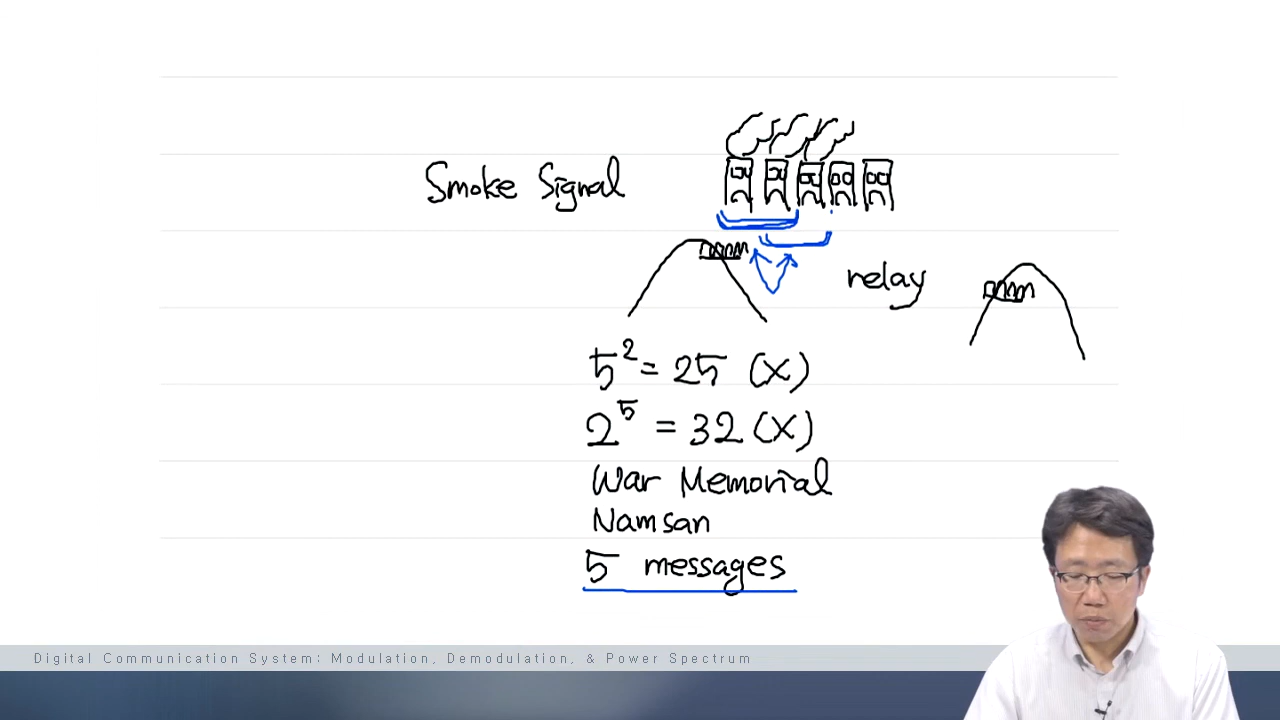 Smoke Signal
relay
5² = 25 (X)
2⁵ = 32 (X)
War Memorial
Namsan
5 messages
Digital Communication System: Modulation, Demodulation, & Power Spectrum